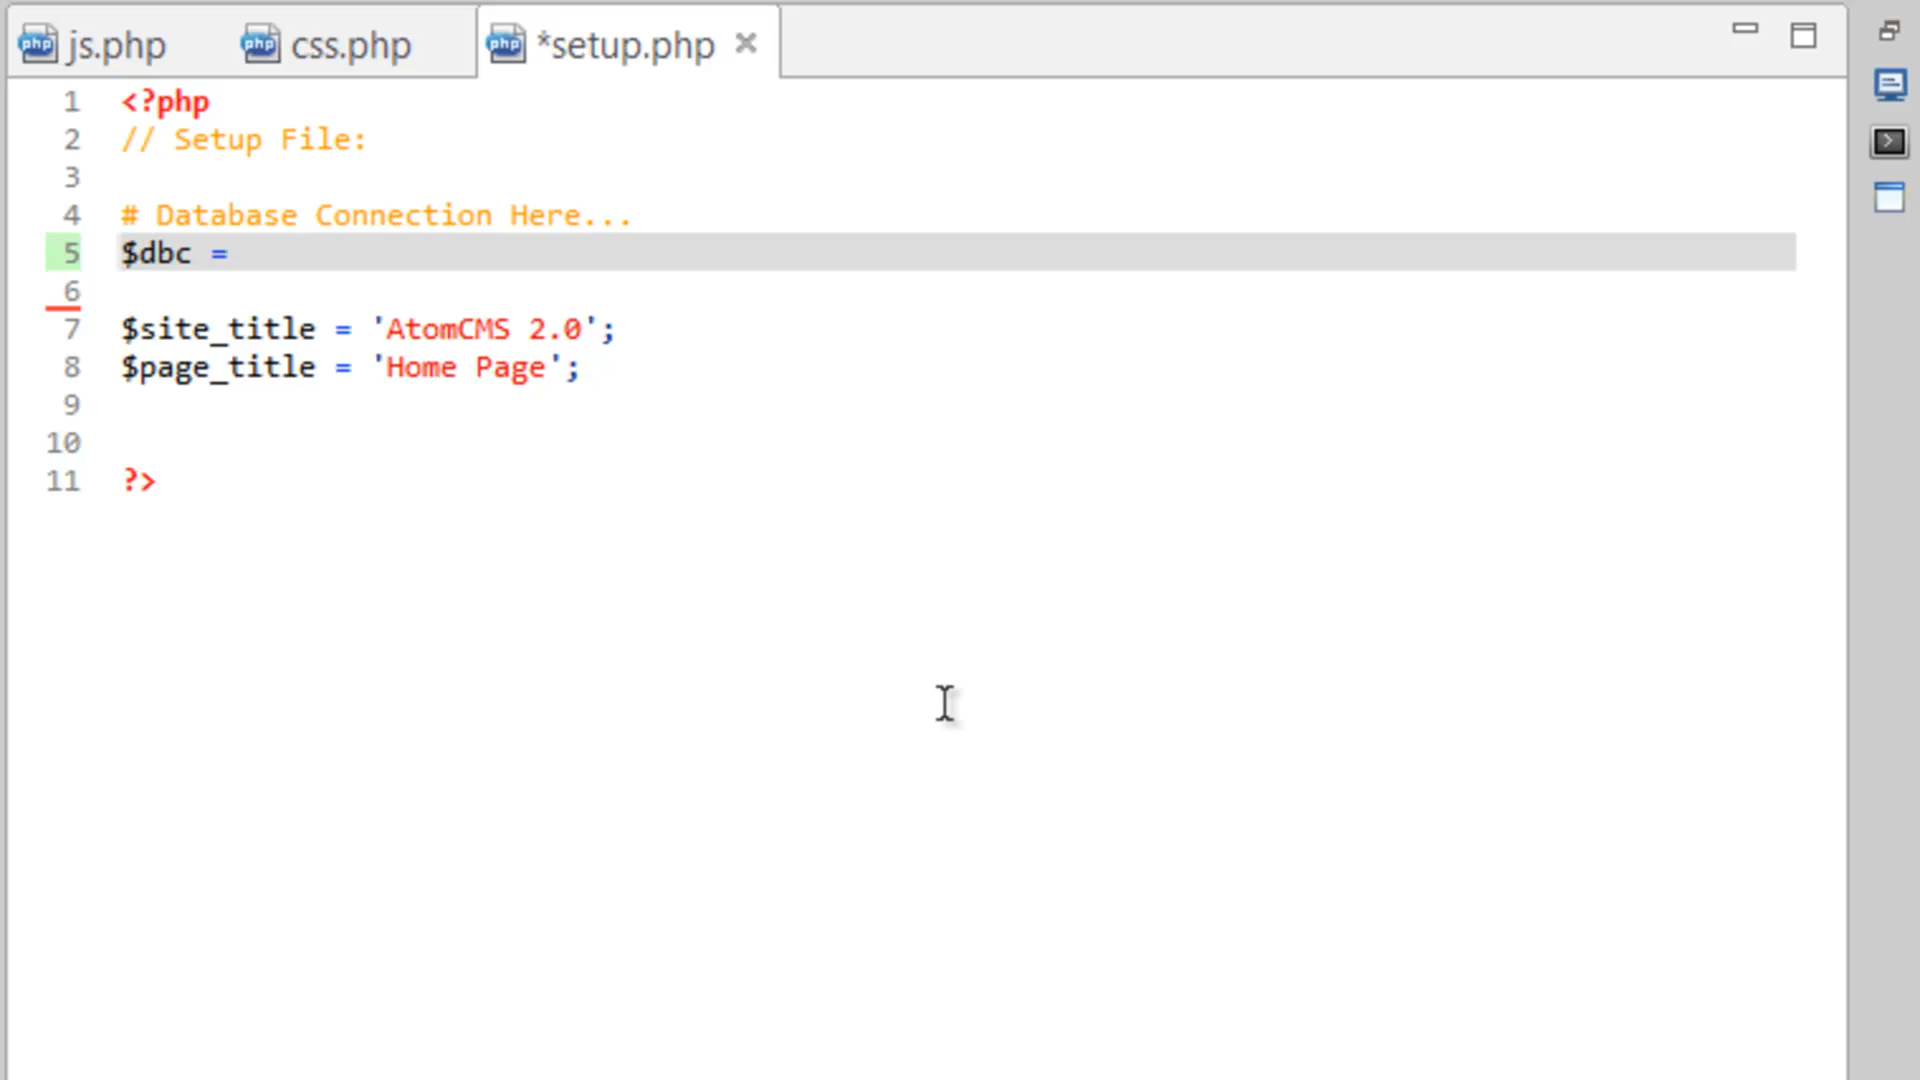 js.php css.php *setup.php
1 <?php
2 // Setup File:
3
4 # Database Connection Here...
5 $dbc =
6
7 $site_title = 'AtomCMS 2.0';
8 $page_title = 'Home Page';
9
10
11 ?>